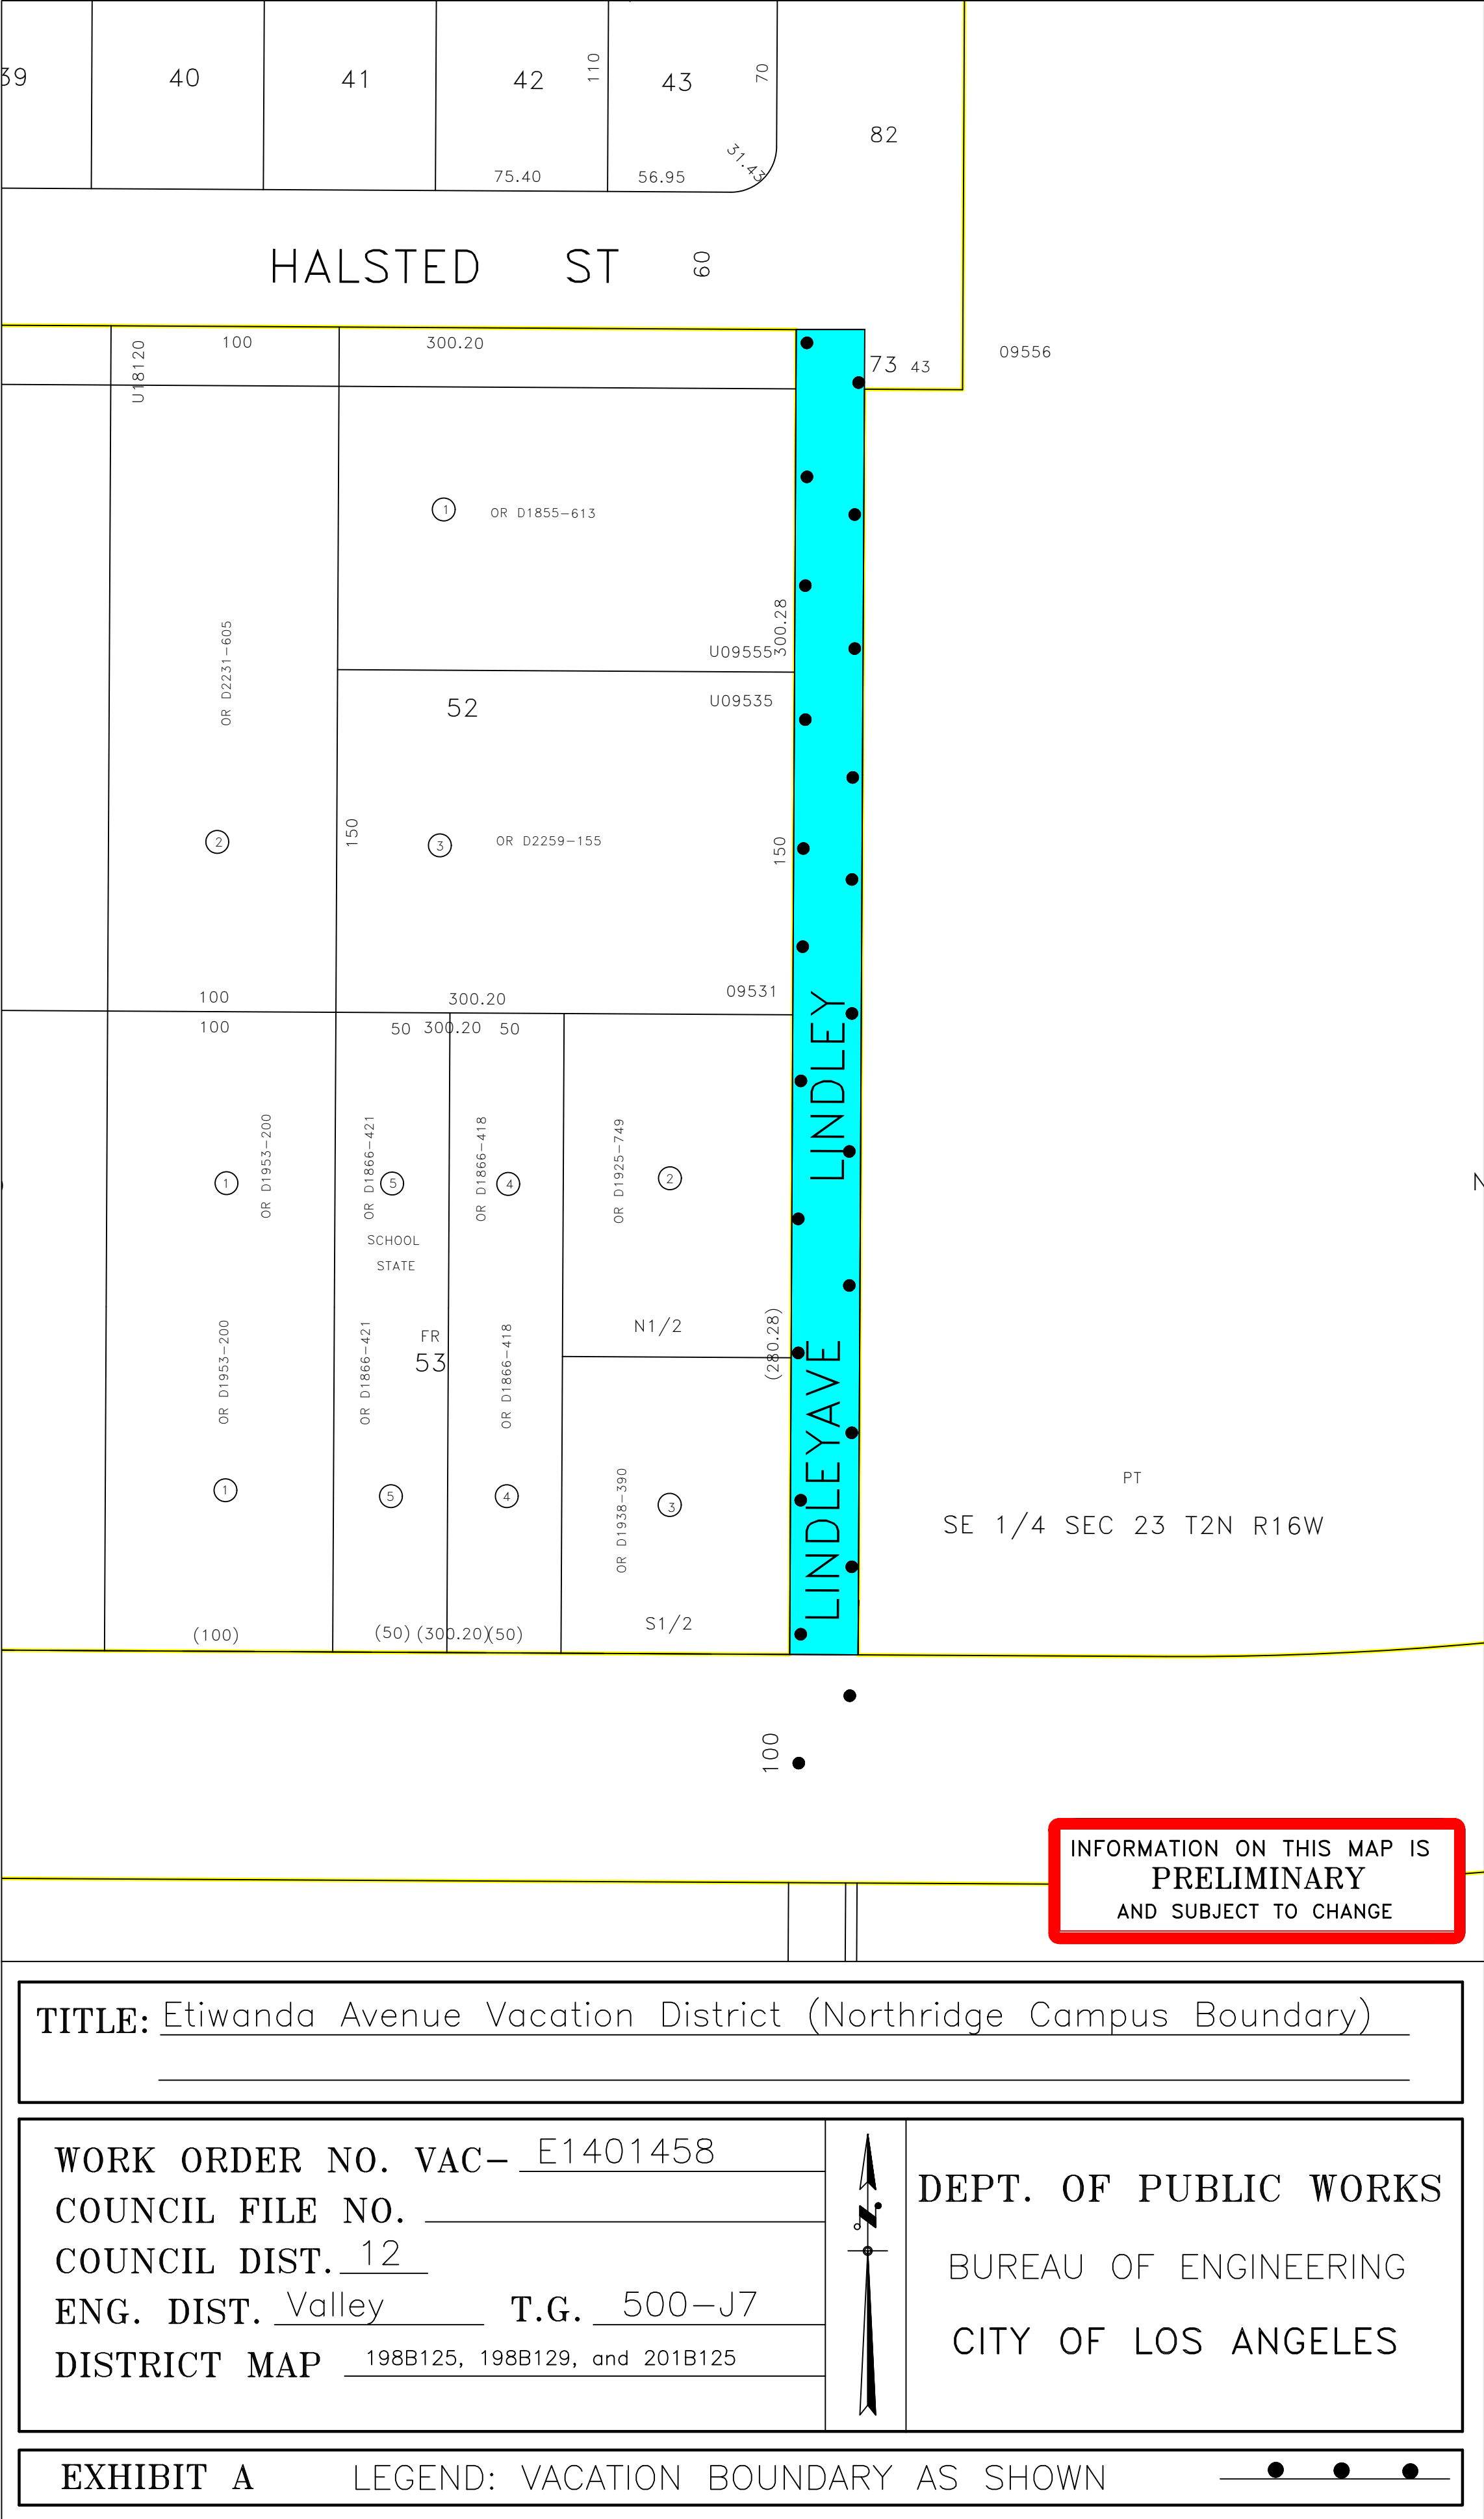 39 40 41 42 110 43 70
82
75.40 56.95 31.43
HALSTED ST 60
100 300.20
U18120
73 43 09556
1 OR D1855-613
300.28
OR D2231-605
U09555
52 U09535
2 150 3 OR D2259-155 150
100 300.20 09531
100 50 300.20 50
LINDLEY
OR D1953-200 OR D1866-421 OR D1866-418 OR D1925-749
1 5 4 2
SCHOOL
STATE
N1/2
(280.28)
FR
53
OR D1953-200 OR D1866-421 OR D1866-418
LINDLEYAVE
PT
SE 1/4 SEC 23 T2N R16W
1 5 4 OR D1938-390 3
S1/2
(100) (50) (300.20) (50)
100
INFORMATION ON THIS MAP IS
PRELIMINARY
AND SUBJECT TO CHANGE
TITLE: Etiwanda Avenue Vacation District (Northridge Campus Boundary)
WORK ORDER NO. VAC- E1401458
COUNCIL FILE NO.
COUNCIL DIST. 12
ENG. DIST. Valley T.G. 500-J7
DISTRICT MAP 198B125, 198B129, and 201B125
N
DEPT. OF PUBLIC WORKS
BUREAU OF ENGINEERING
CITY OF LOS ANGELES
EXHIBIT A LEGEND: VACATION BOUNDARY AS SHOWN